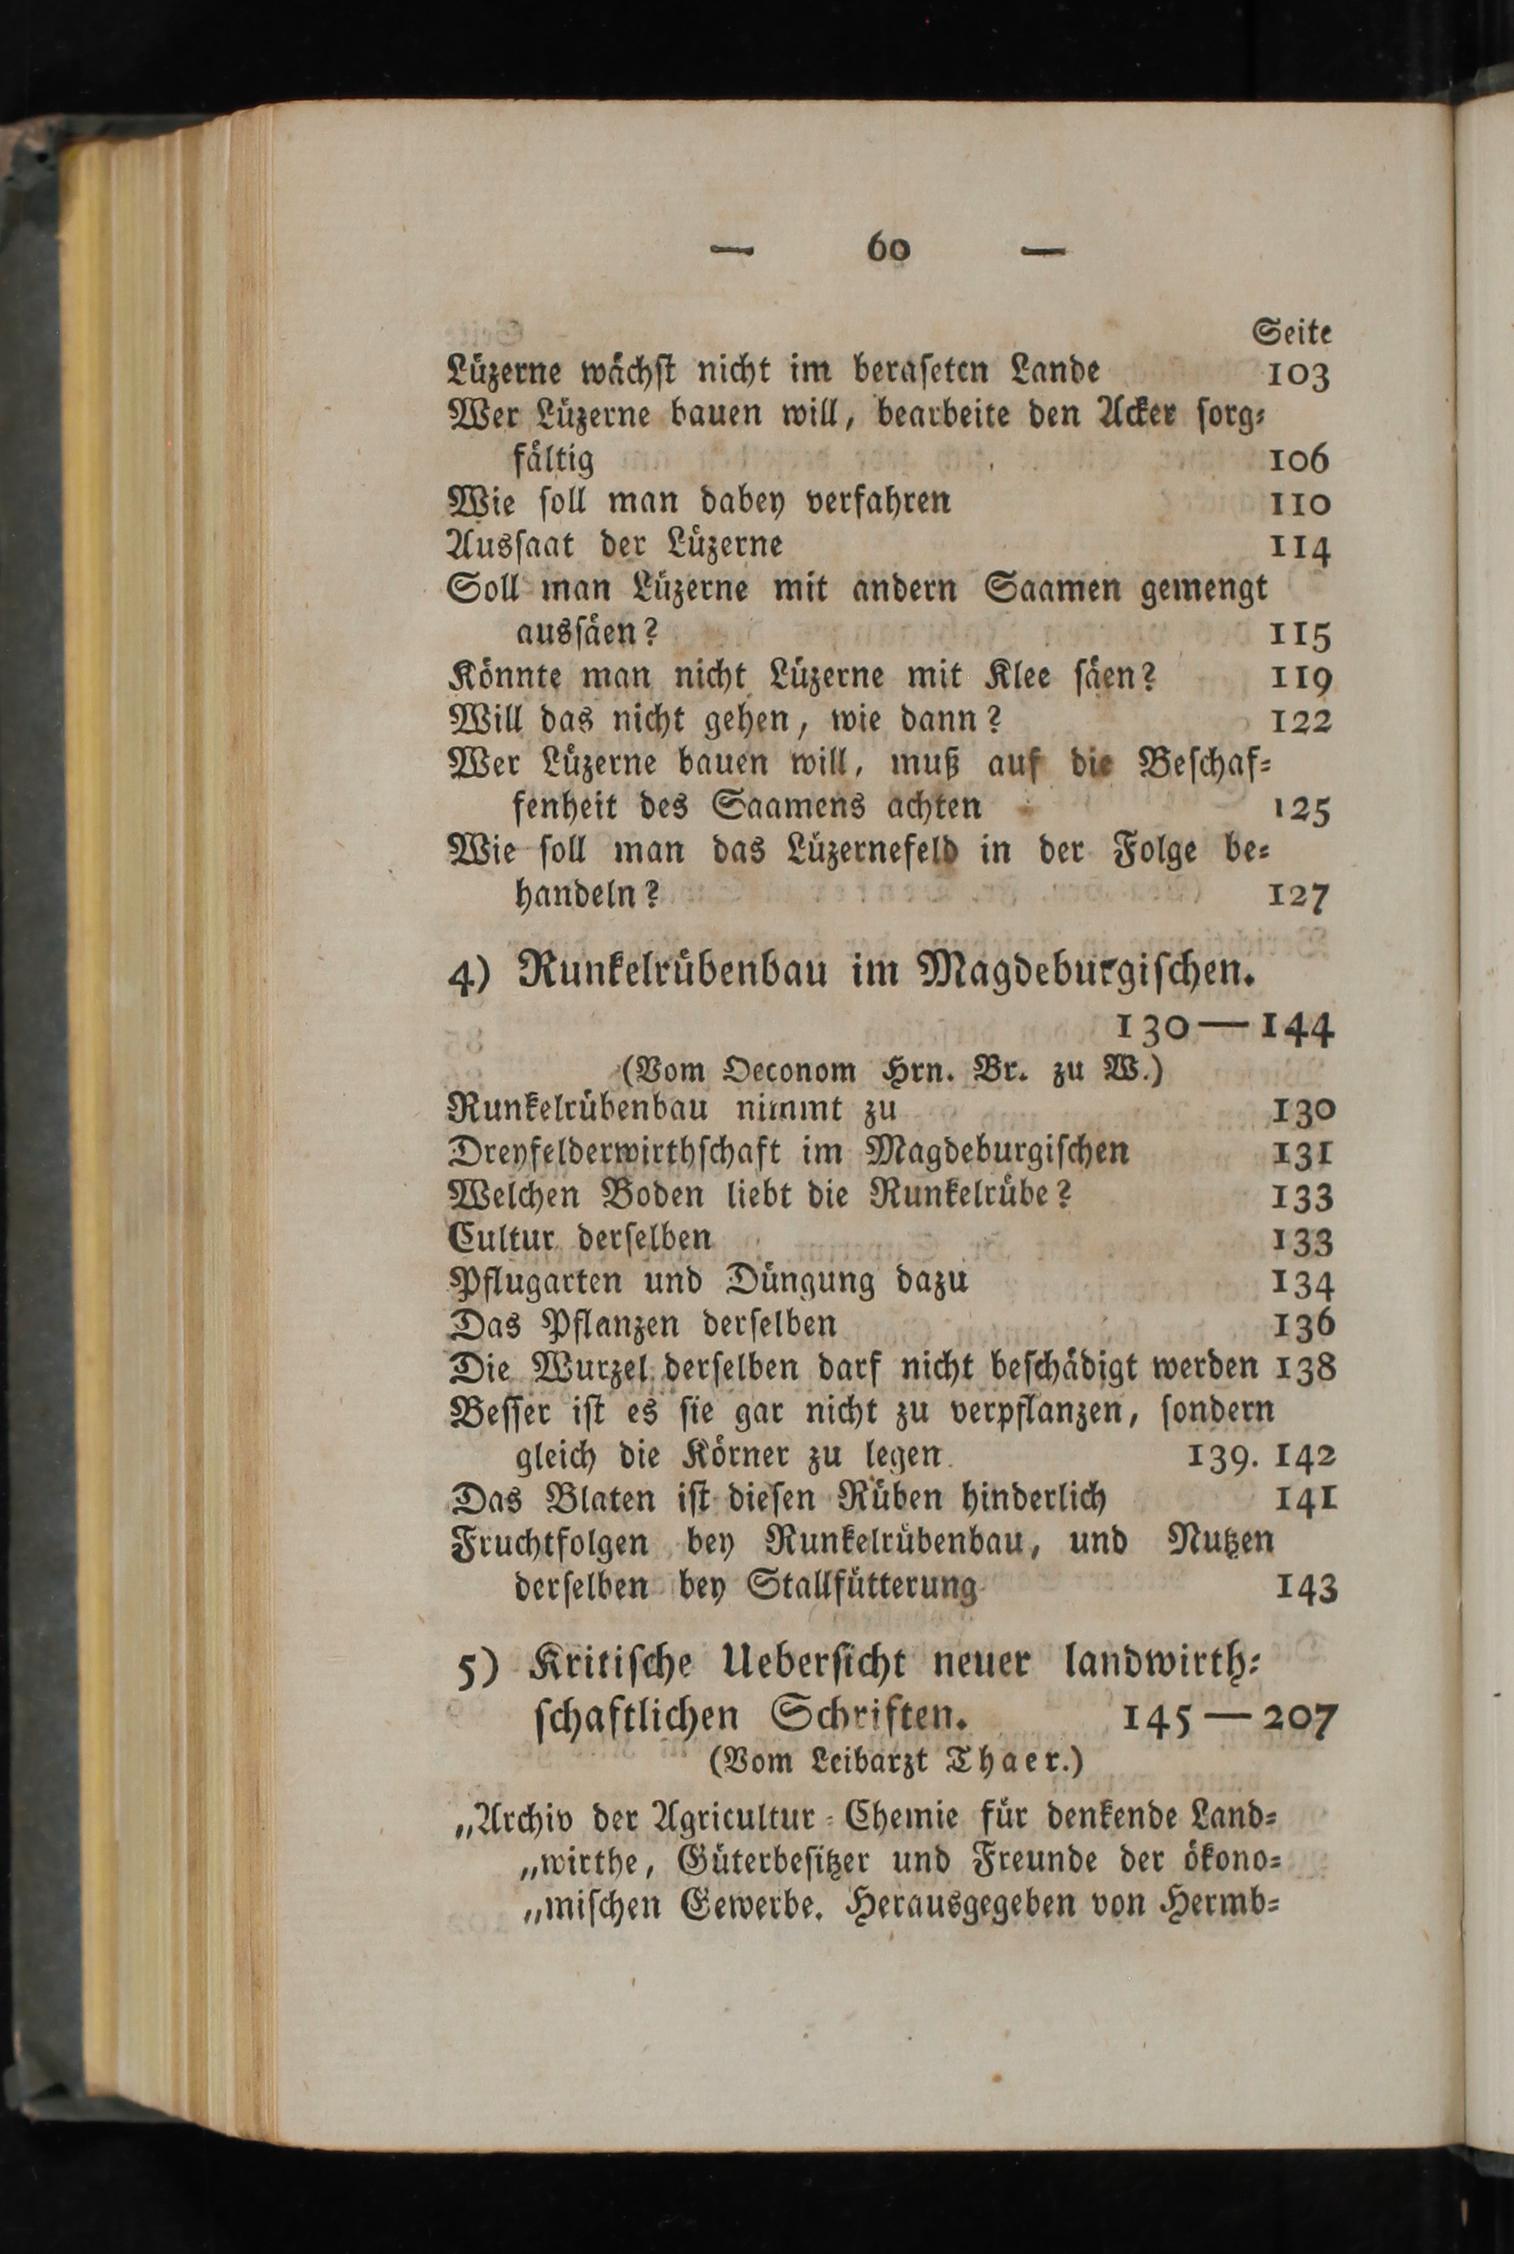 — 60 —
Seite
Lüzerne wächst nicht im beraseten Lande 103
Wer Lüzerne bauen will, bearbeite den Acker sorg-
fältig 106
Wie soll man dabey verfahren 110
Aussaat der Lüzerne 114
Soll man Lüzerne mit andern Saamen gemengt
aussäen? 115
Könnte man nicht Lüzerne mit Klee säen? 119
Will das nicht gehen, wie dann? 122
Wer Lüzerne bauen will, muß auf die Beschaf-
fenheit des Saamens achten 125
Wie soll man das Lüzernefeld in der Folge be-
handeln? 127
4) Runkelrübenbau im Magdeburgischen.
130—144
(Vom Oeconom Hrn. Br. zu W.)
Runkelrübenbau nimmt zu 130
Dreyfelderwirthschaft im Magdeburgischen 131
Welchen Boden liebt die Runkelrübe? 133
Cultur derselben 133
Pflugarten und Düngung dazu 134
Das Pflanzen derselben 136
Die Wurzel derselben darf nicht beschädigt werden 138
Besser ist es sie gar nicht zu verpflanzen, sondern
gleich die Körner zu legen 139. 142
Das Blaten ist diesen Rüben hinderlich 141
Fruchtfolgen bey Runkelrübenbau, und Nutzen
derselben bey Stallfütterung 143
5) Kritische Uebersicht neuer landwirth-
schaftlichen Schriften. 145—207
(Vom Leibarzt Thaer.)
„Archiv der Agricultur-Chemie für denkende Land-
„wirthe, Güterbesitzer und Freunde der ökono-
„mischen Gewerbe. Herausgegeben von Hermb-